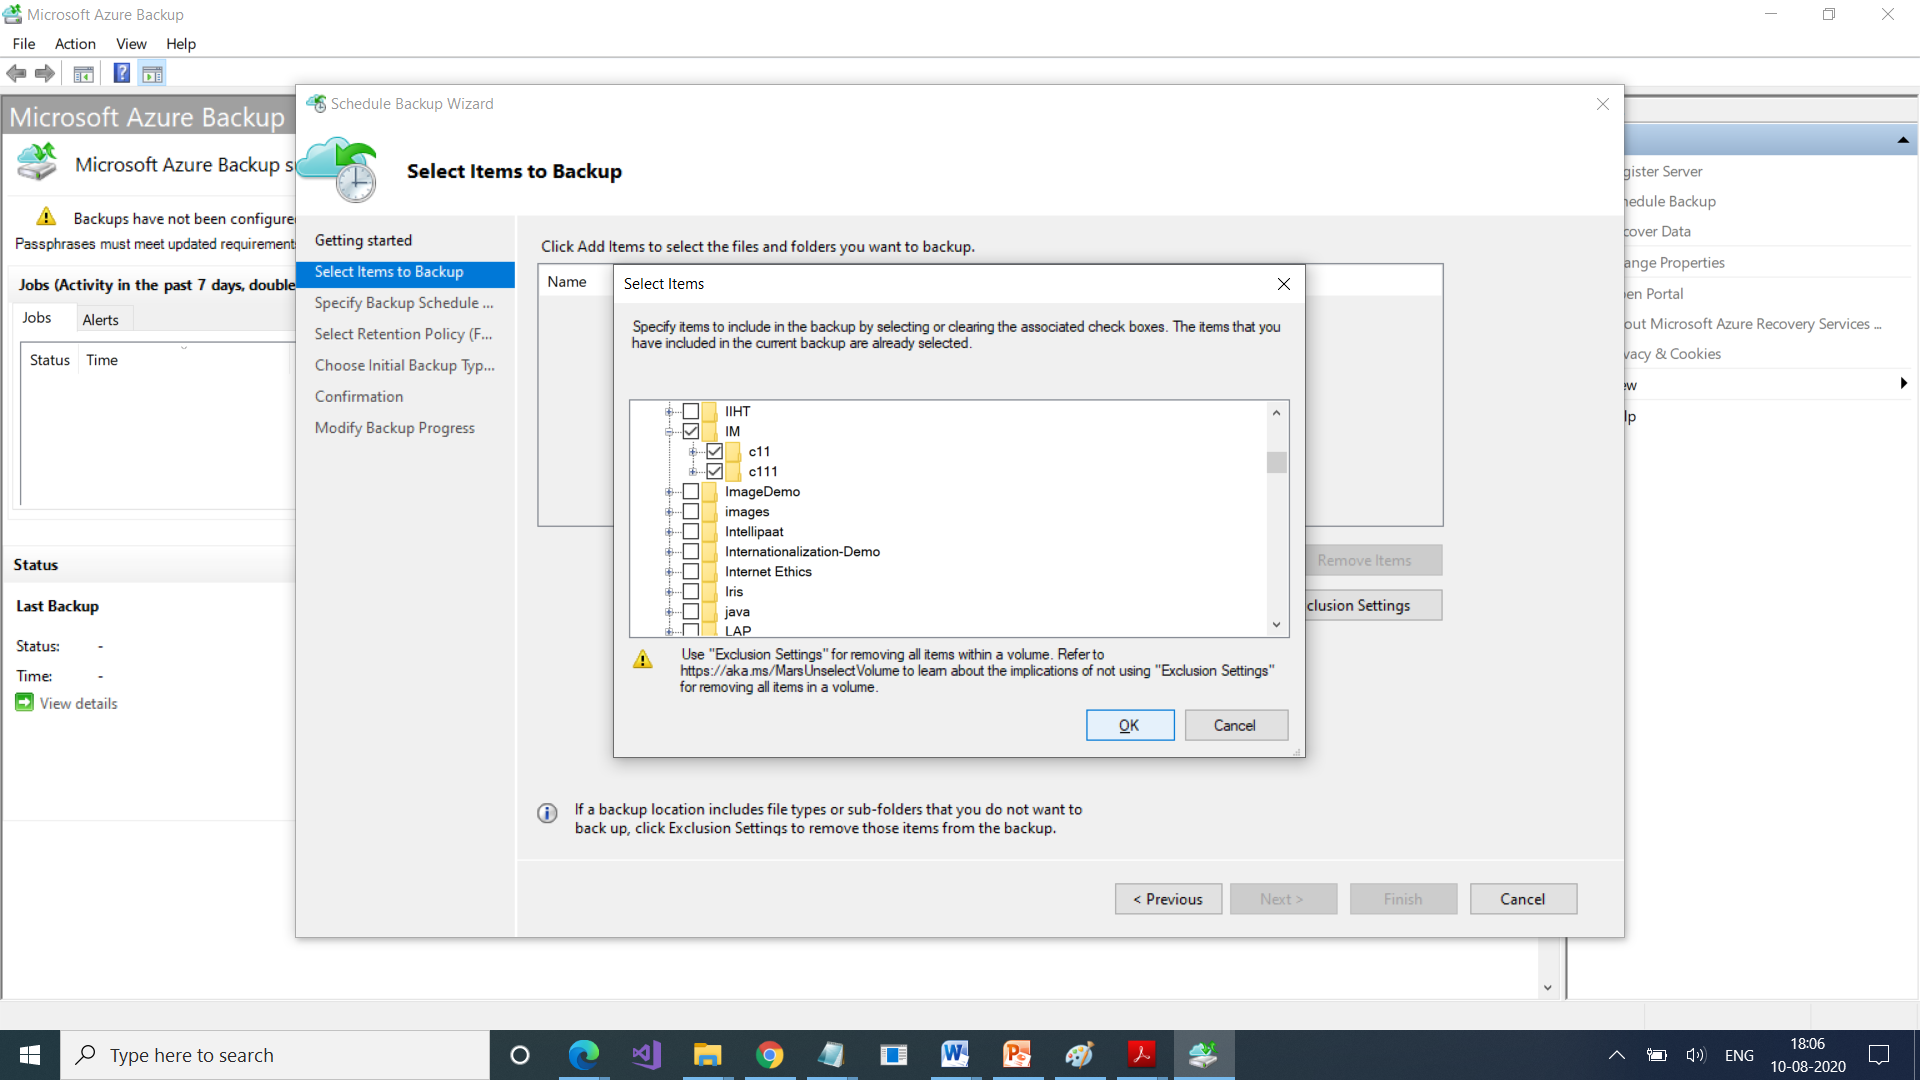 Microsoft Azure Backup
File Action View Help
Microsoft Azure Backup
Microsoft Azure Backup s
Backups have not been configure
Passphrases must meet updated requirements
Jobs (Activity in the past 7 days, double
Jobs Alerts
Status Time
Status
Last Backup
Status: -
Time: -
View details
Schedule Backup Wizard
Select Items to Backup
Getting started
Select Items to Backup
Specify Backup Schedule ...
Select Retention Policy (F...
Choose Initial Backup Typ...
Confirmation
Modify Backup Progress
Click Add Items to select the files and folders you want to backup.
Name
Select Items
Specify items to include in the backup by selecting or clearing the associated check boxes. The items that you
have included in the current backup are already selected.
IIHT
IM
c11
c111
ImageDemo
images
Intellipaat
Internationalization-Demo
Internet Ethics
Iris
java
LAP
Use "Exclusion Settings" for removing all items within a volume. Refer to
https://aka.ms/MarsUnselectVolume to learn about the implications of not using "Exclusion Settings"
for removing all items in a volume.
OK Cancel
Remove Items
clusion Settings
If a backup location includes file types or sub-folders that you do not want to
back up, click Exclusion Settings to remove those items from the backup.
< Previous Next > Finish Cancel
gister Server
hedule Backup
cover Data
ange Properties
pen Portal
out Microsoft Azure Recovery Services ...
vacy & Cookies
ew
lp
Type here to search
ENG
18:06
10-08-2020